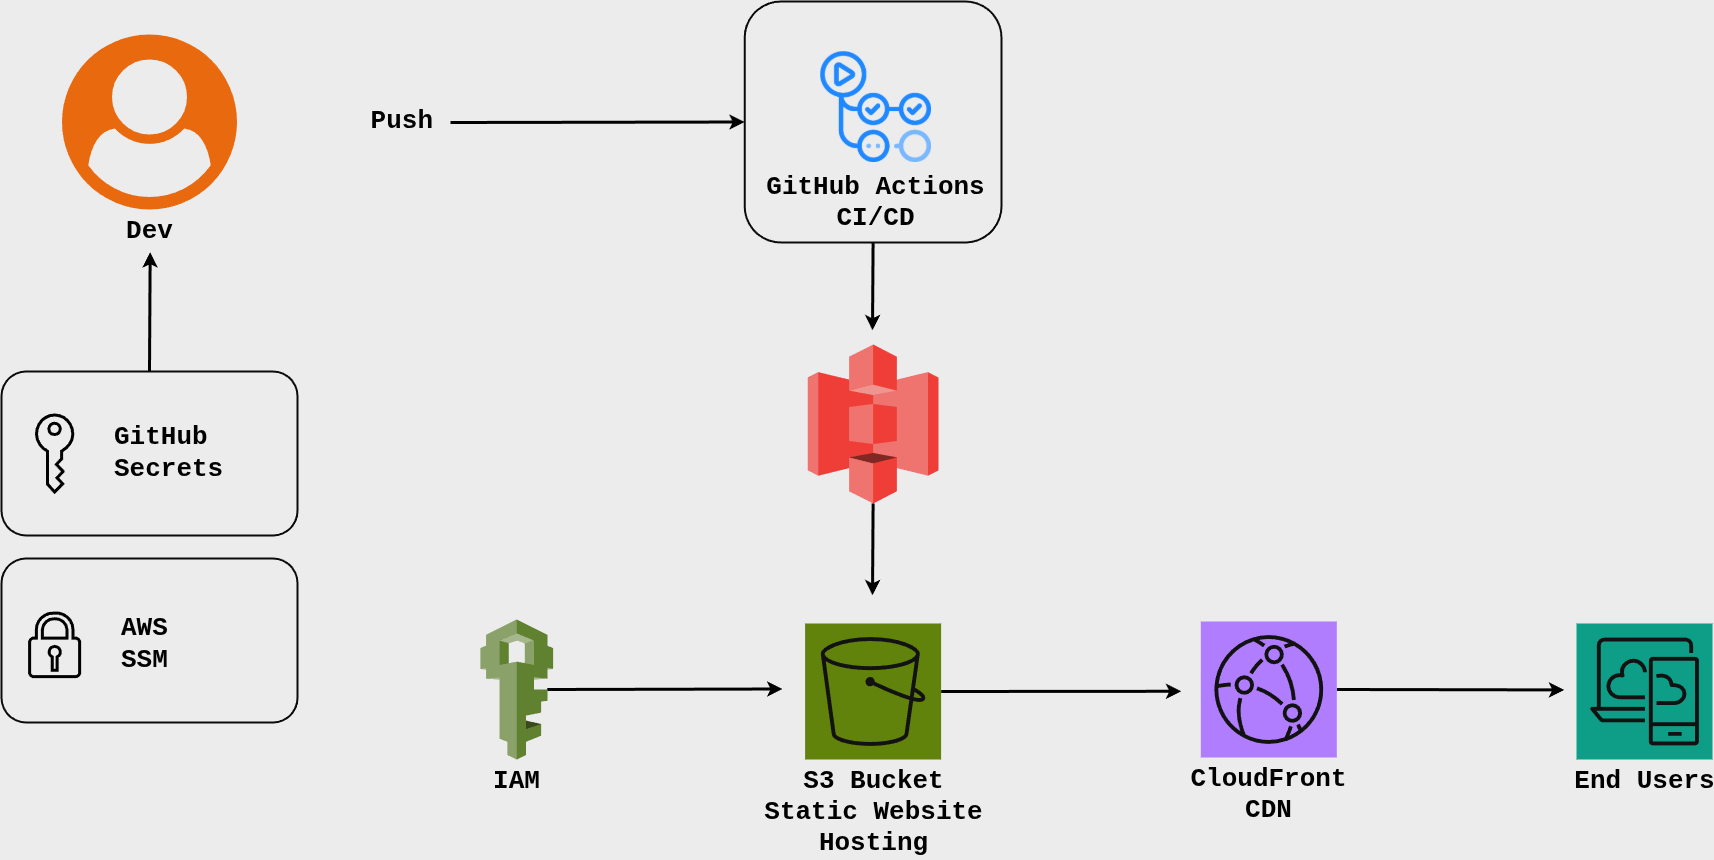 Push
GitHub Actions
CI/CD
Dev
GitHub
Secrets
AWS
SSM
IAM
S3 Bucket
Static Website
Hosting
CloudFront
CDN
End Users